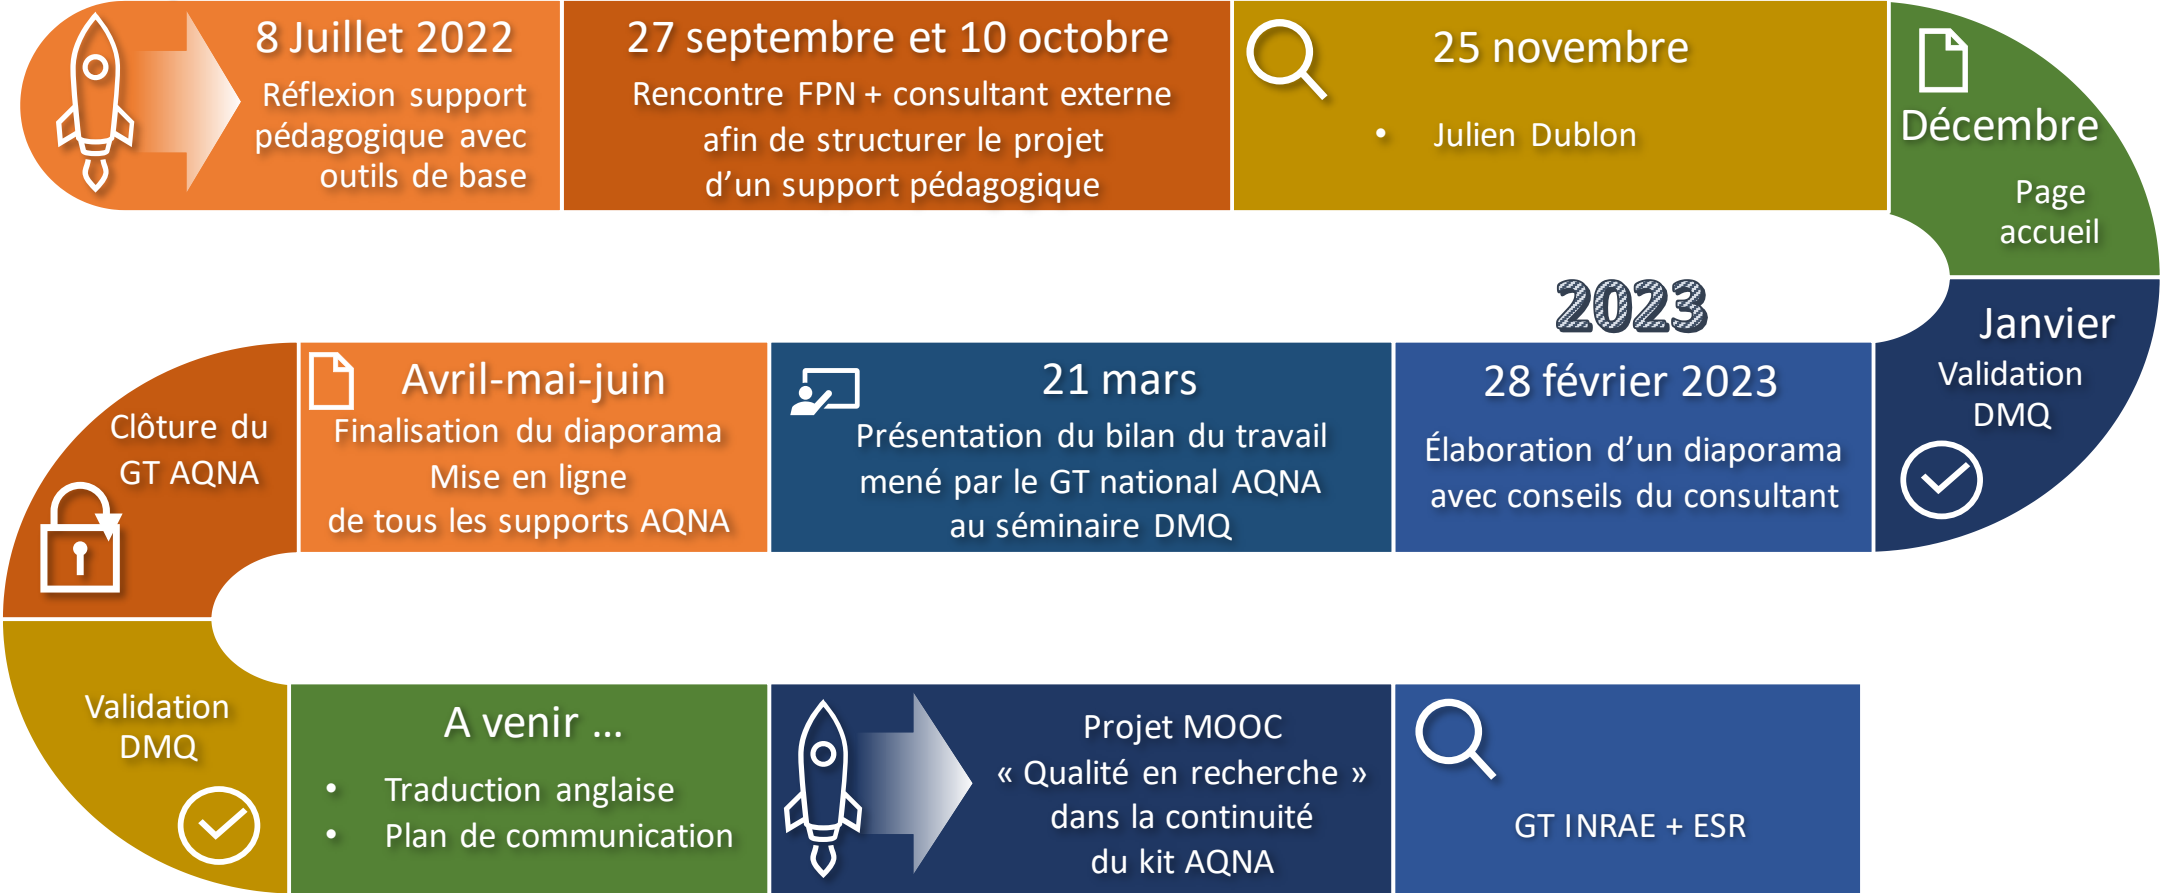 8 Juillet 2022
Réflexion support
pédagogique avec
outils de base
27 septembre et 10 octobre
Rencontre FPN + consultant externe
afin de structurer le projet
d’un support pédagogique
25 novembre
• Julien Dublon
Décembre
Page
accueil
2023
Janvier
Validation
DMQ
28 février 2023
Élaboration d’un diaporama
avec conseils du consultant
21 mars
Présentation du bilan du travail
mené par le GT national AQNA
au séminaire DMQ
Avril-mai-juin
Finalisation du diaporama
Mise en ligne
de tous les supports AQNA
Clôture du
GT AQNA
Validation
DMQ
A venir ...
• Traduction anglaise
• Plan de communication
Projet MOOC
« Qualité en recherche »
dans la continuité
du kit AQNA
GT INRAE + ESR